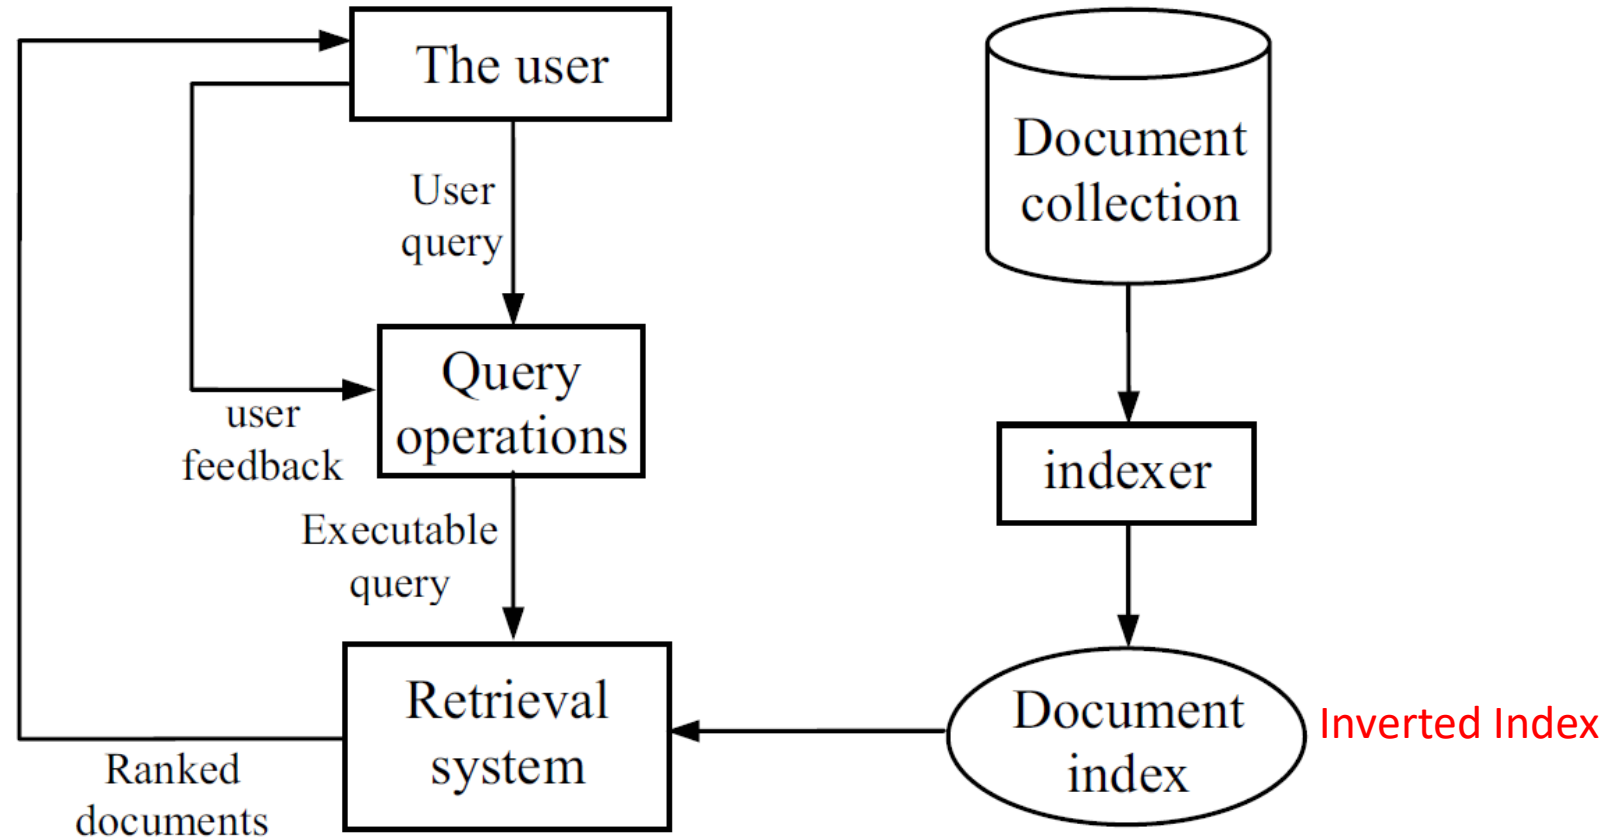 The user
User
query
Query
operations
user
feedback
Executable
query
Retrieval
system
Ranked
documents
Document
collection
indexer
Document
index
Inverted Index